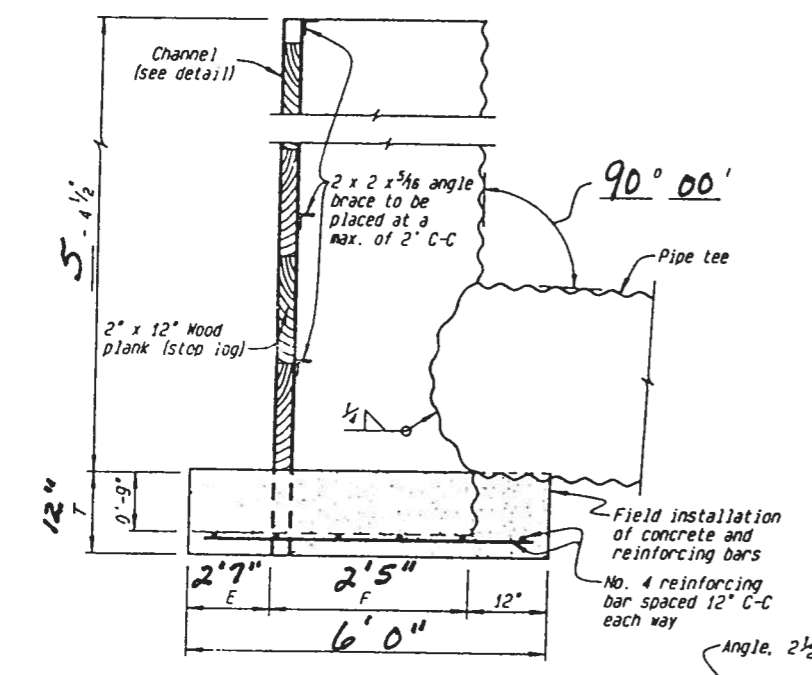 Channel
(see detail)
5'-4 1/2"
2 x 2 x 5/16 angle
brace to be
placed at a
max. of 2' C-C
90° 00'
Pipe tee
2" x 12" Wood
plank (stop log)
1/4
12"
T
0'-9"
Field installation
of concrete and
reinforcing bars
2'7"
E
2'5"
F
12"
No. 4 reinforcing
bar spaced 12" C-C
each way
6'0"
Angle, 2 1/2